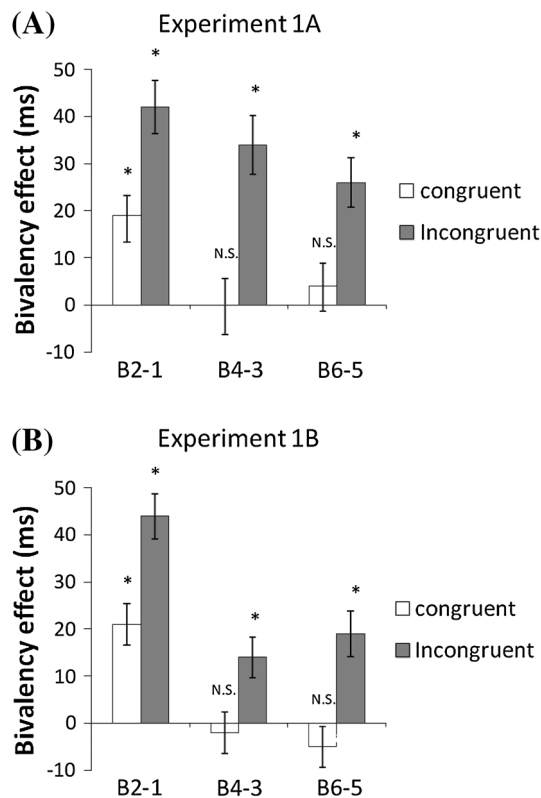 (A) Experiment 1A
Bivalency effect (ms)
50
40
30
20
10
0
-10
* * * * N.S. N.S.
B2-1 B4-3 B6-5
congruent
Incongruent
(B) Experiment 1B
Bivalency effect (ms)
50
40
30
20
10
0
-10
* * * * N.S. N.S.
B2-1 B4-3 B6-5
congruent
Incongruent